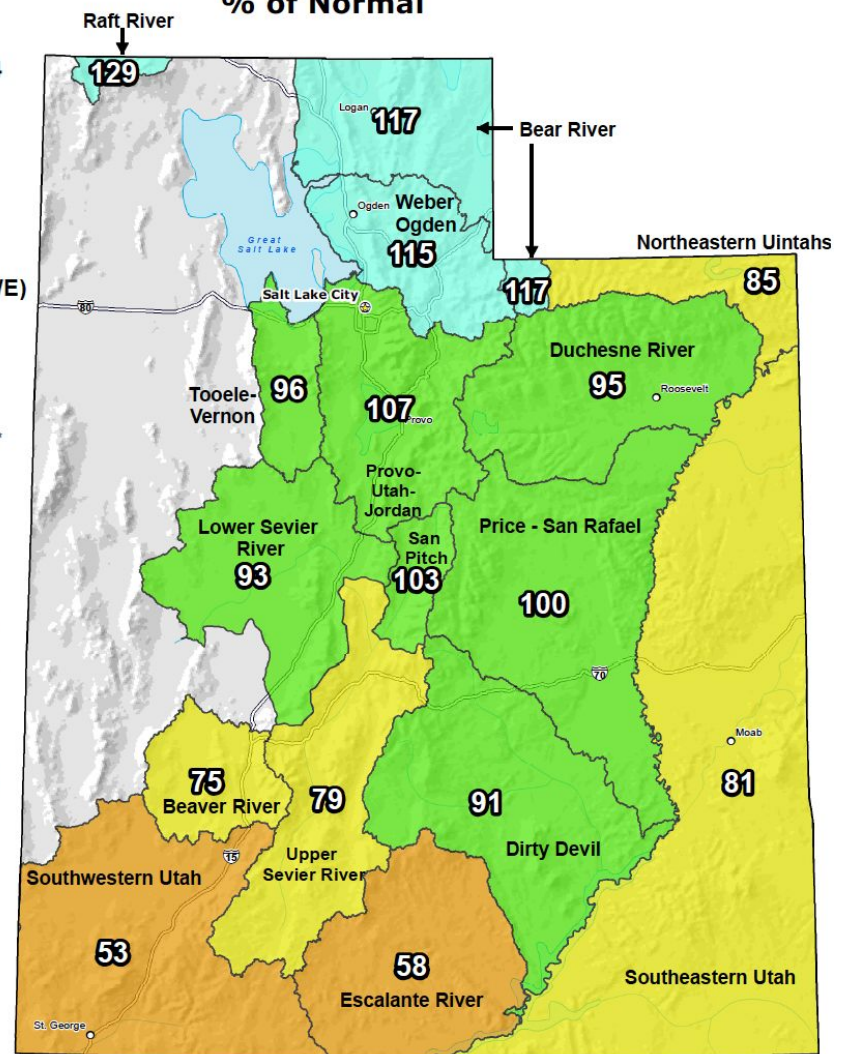 % of Normal
Raft River
129
Logan
117
Bear River
Ogden
Weber
Ogden
115
Great
Salt Lake
Northeastern Uintahs
E)
117
85
Salt Lake City
80
Duchesne River
95
Roosevelt
Tooele-
Vernon
96
107
Provo
Provo-
Utah-
Jordan
Lower Sevier
River
93
San
Pitch
103
Price - San Rafael
100
70
Moab
75
Beaver River
79
91
81
15
Upper
Sevier River
Dirty Devil
Southwestern Utah
53
58
Escalante River
Southeastern Utah
St. George